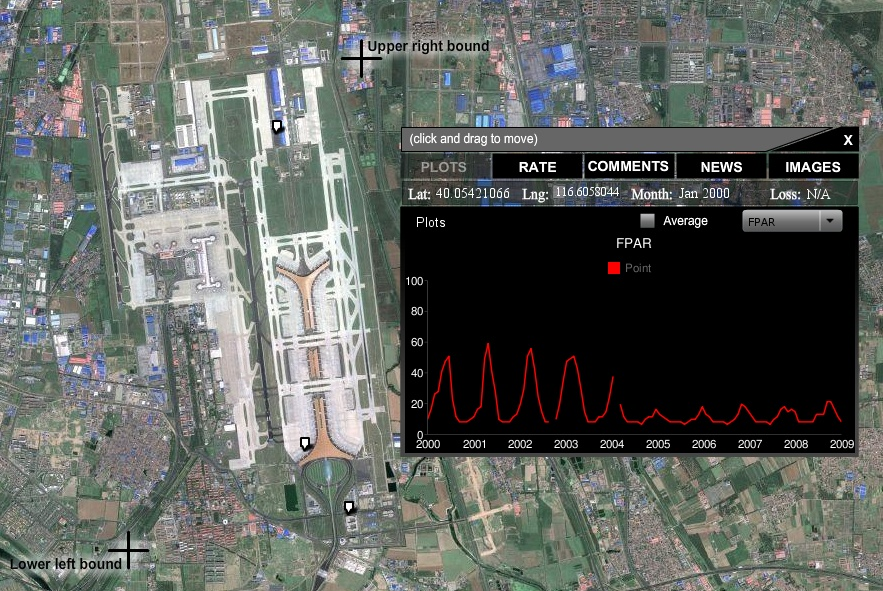 Upper right bound
(click and drag to move)
X
PLOTS RATE COMMENTS NEWS IMAGES
Lat: 40.05421066 Lng: 116.6058044 Month: Jan 2000 Loss: N/A
Plots Average FPAR
FPAR
Point
100
80
60
40
20
0
2000 2001 2002 2003 2004 2005 2006 2007 2008 2009
Lower left bound